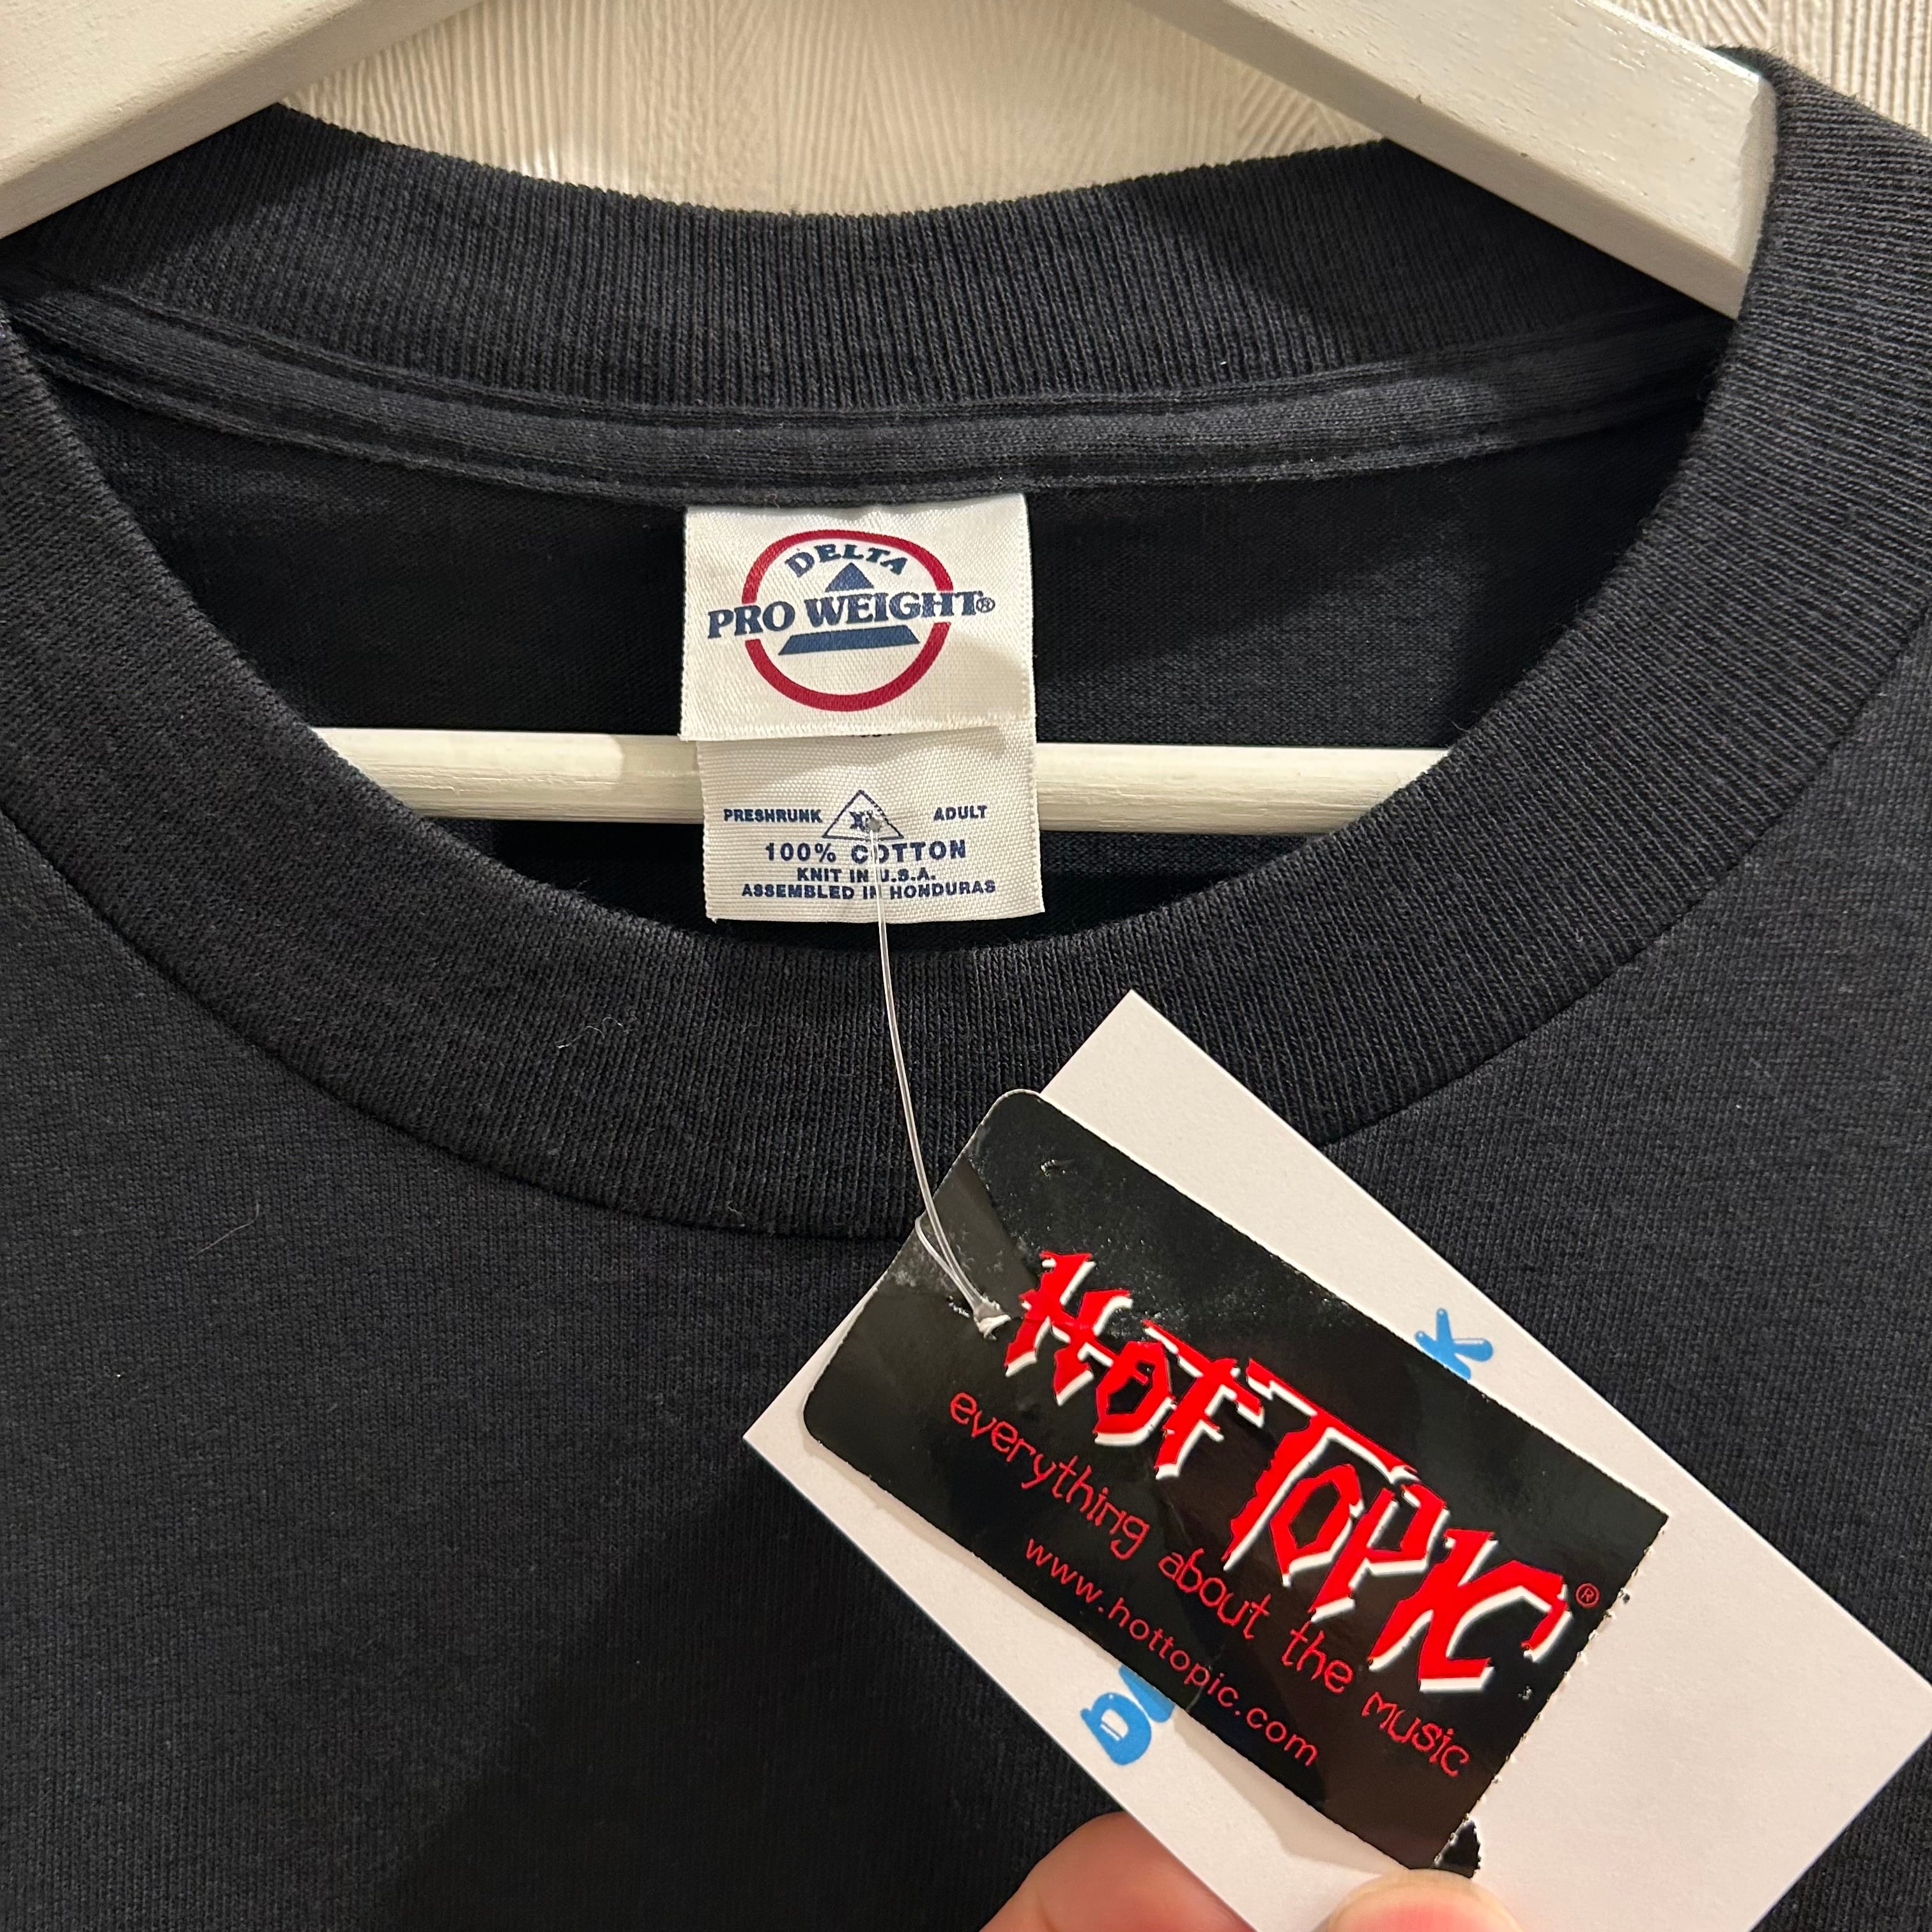 DELTA
PRO WEIGHT®
PRESHRUNK ADULT
100% COTTON
KNIT IN U.S.A.
ASSEMBLED IN HONDURAS
HOT TOPIC®
everything about the music
www.hottopic.com